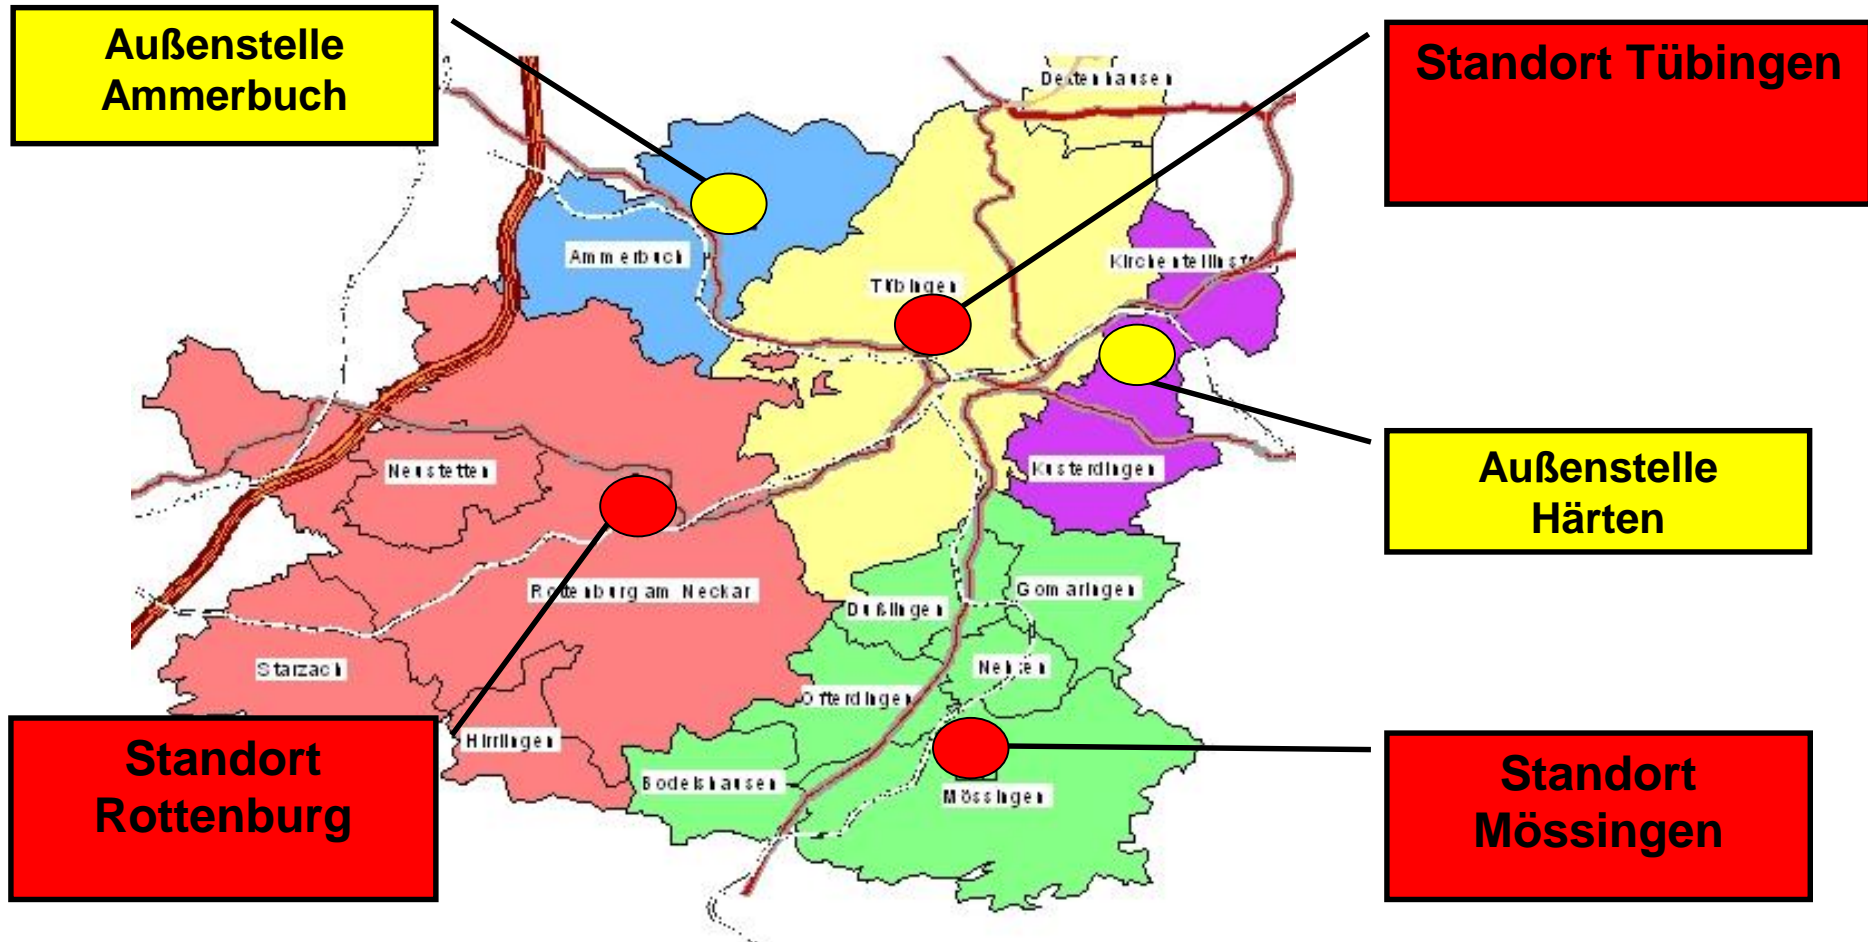 Außenstelle
Ammerbuch
Standort Tübingen
Dettenhausen
Ammerbuch
Kirchentellinsf
Tübingen
Neustetten
Kusterdingen
Außenstelle
Härten
Rottenburg am Neckar
Gomaringen
Dußlingen
Starzach
Nehren
Ofterdingen
Hirrlingen
Bodelshausen
Mössingen
Standort
Rottenburg
Standort
Mössingen